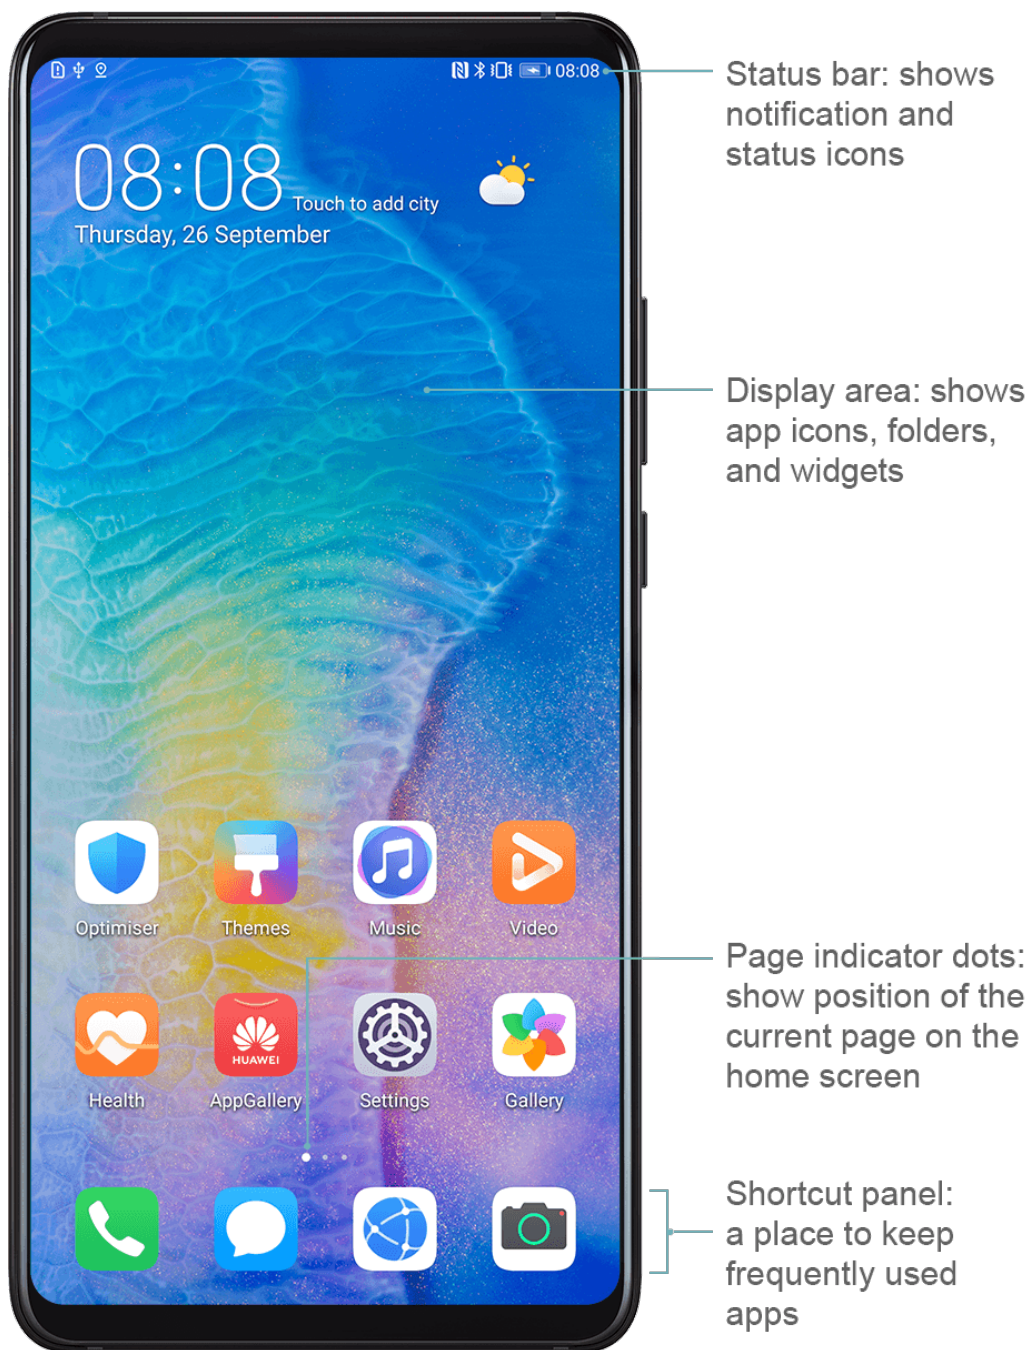 08:08
Status bar: shows
notification and
status icons
08:08 Touch to add city
Thursday, 26 September
Display area: shows
app icons, folders,
and widgets
Optimiser Themes Music Video
HUAWEI
Health AppGallery Settings Gallery
Page indicator dots:
show position of the
current page on the
home screen
Shortcut panel:
a place to keep
frequently used
apps